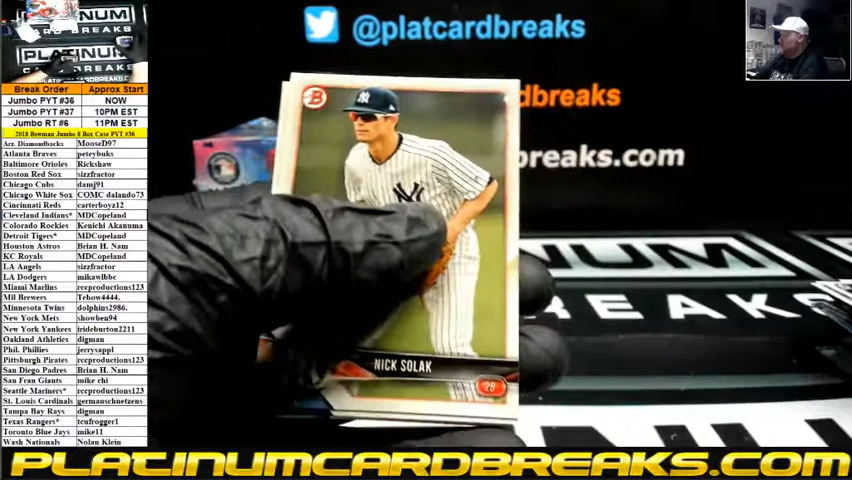 PLATINUM
CARD BREAKS
PLATINUM
@platcardbreaks
dbreaks
breaks.com
Break Order Approx Start
Jumbo PYT #36 NOW
Jumbo PYT #37 10PM EST
Jumbo RT #6 11PM EST
2018 Bowman Jumbo 8 Box Case PYT #36
Arz. Diamondbacks MooseD97
Atlanta Braves peteybuks
Baltimore Orioles Rickshaw
Boston Red Sox sizzfractor
Chicago Cubs damj91
Chicago White Sox COMC dalando73
Cincinnati Reds carterboyz12
Cleveland Indians* MDCopeland
Colorado Rockies Kenichi Akanuma
Detroit Tigers* MDCopeland
Houston Astros Brian H. Nam
KC Royals MDCopeland
LA Angels sizzfractor
LA Dodgers mikawlbbc
Miami Marlins rccproductions123
Mil Brewers Tebow4444.
Minnesota Twins dolphins2986.
New York Mets showben94
New York Yankees irideburton2211
Oakland Athletics digman
Phil. Phillies jerrysappl
Pittsburgh Pirates rccproductions123
San Diego Padres Brian H. Nam
San Fran Giants mike chi
Seattle Mariners* rccproductions123
St. Louis Cardinals germanschuetzens
Tampa Bay Rays digman
Texas Rangers* tcufrogger1
Toronto Blue Jays mike11
Wash Nationals Nolan Klein
B
NY
NICK SOLAK
2B
NUM
BREAKS
PLATINUMCARDBREAKS.COM